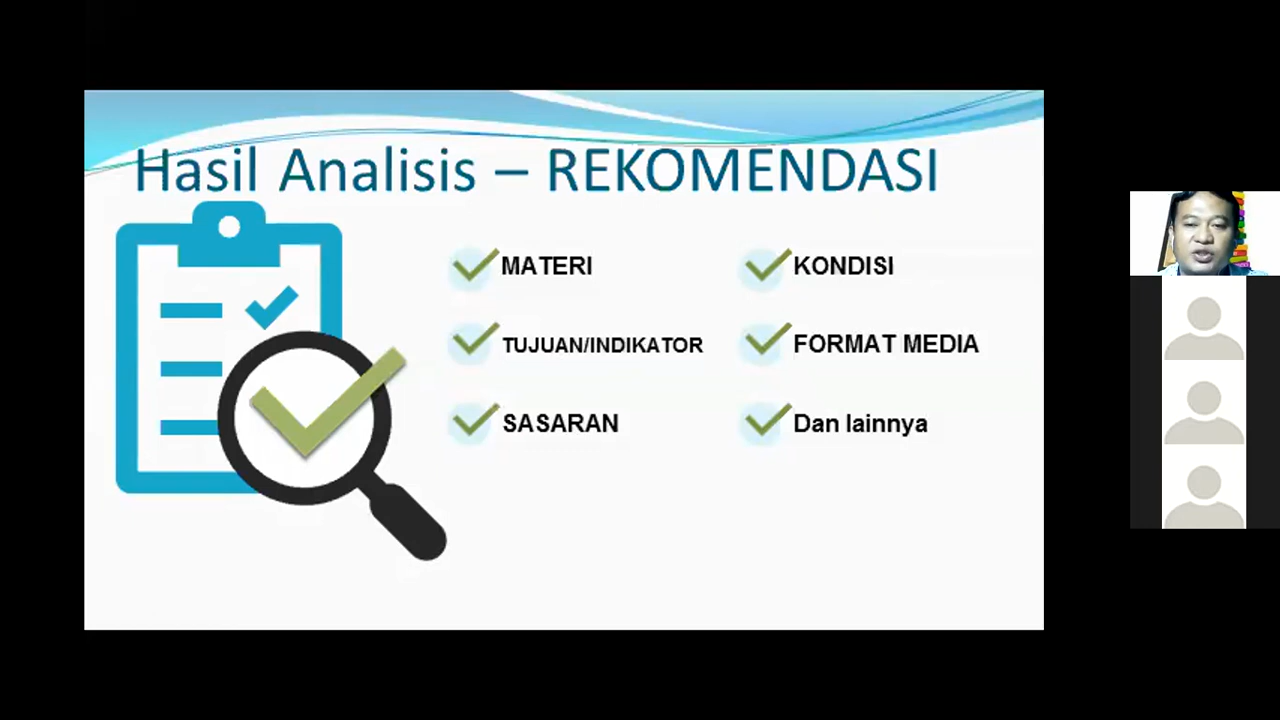 Hasil Analisis – REKOMENDASI
MATERI
TUJUAN/INDIKATOR
SASARAN
KONDISI
FORMAT MEDIA
Dan lainnya